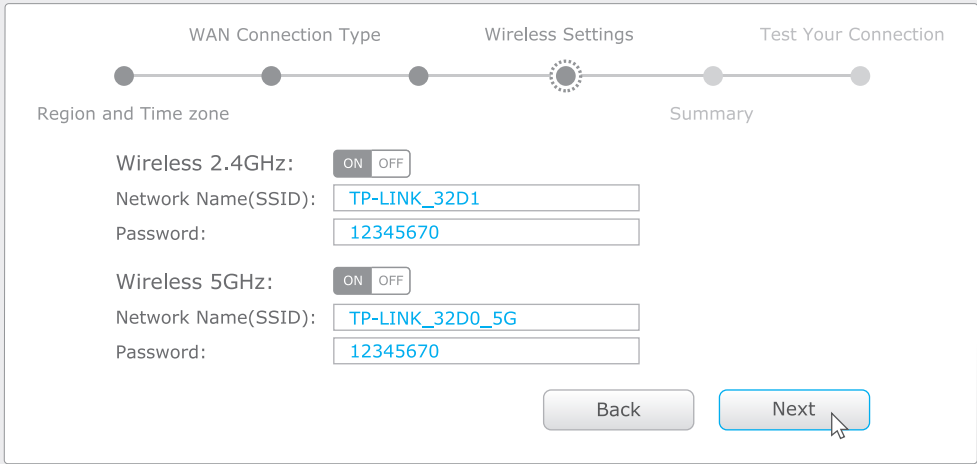 WAN Connection Type Wireless Settings Test Your Connection
Region and Time zone Summary
Wireless 2.4GHz: ON OFF
Network Name(SSID): TP-LINK_32D1
Password: 12345670
Wireless 5GHz: ON OFF
Network Name(SSID): TP-LINK_32D0_5G
Password: 12345670
Back Next